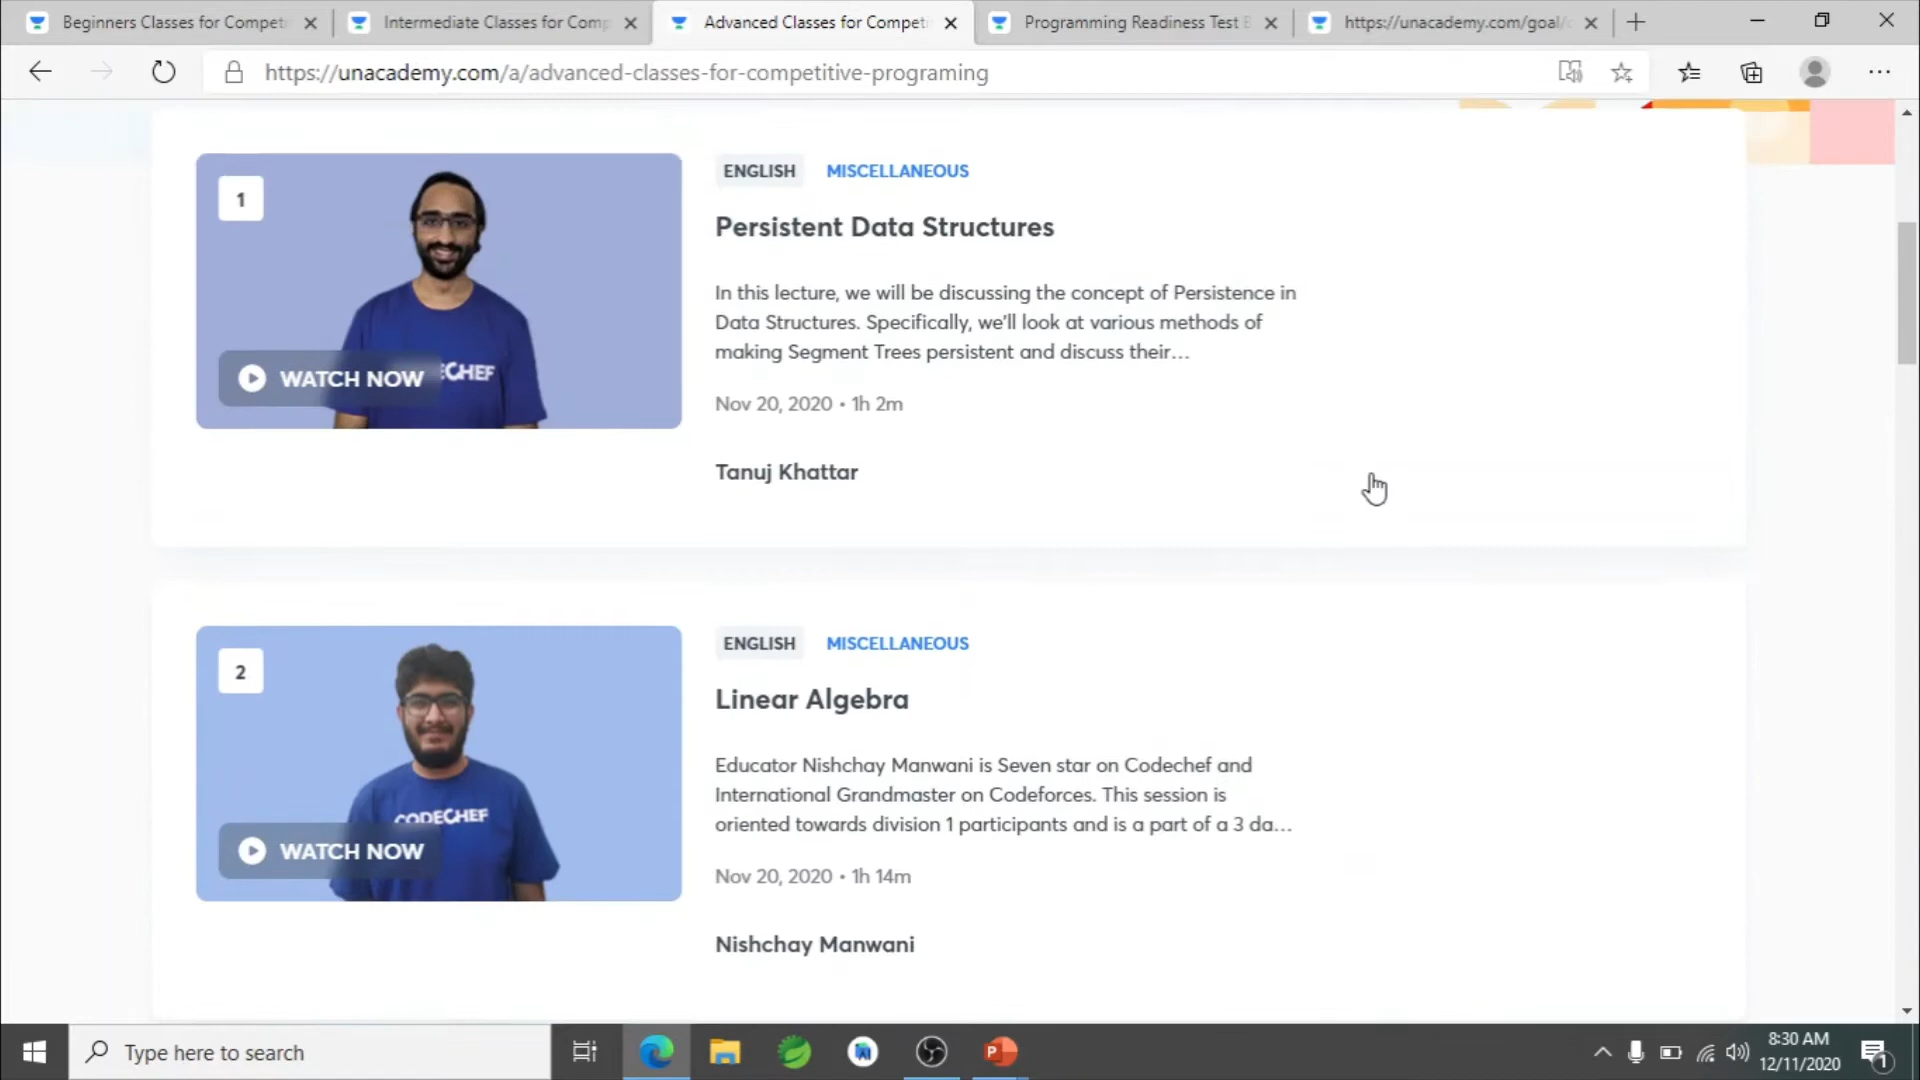 Beginners Classes for Compet
Intermediate Classes for Comp
Advanced Classes for Competi
Programming Readiness Test
https://unacademy.com/goal/
https://unacademy.com/a/advanced-classes-for-competitive-programing
1
ENGLISH MISCELLANEOUS
Persistent Data Structures
In this lecture, we will be discussing the concept of Persistence in
Data Structures. Specifically, we'll look at various methods of
making Segment Trees persistent and discuss their...
Nov 20, 2020 • 1h 2m
Tanuj Khattar
ECHEF
WATCH NOW
2
ENGLISH MISCELLANEOUS
Linear Algebra
Educator Nishchay Manwani is Seven star on Codechef and
International Grandmaster on Codeforces. This session is
oriented towards division 1 participants and is a part of a 3 da...
Nov 20, 2020 • 1h 14m
Nishchay Manwani
CODECHEF
WATCH NOW
Type here to search
8:30 AM
12/11/2020
1